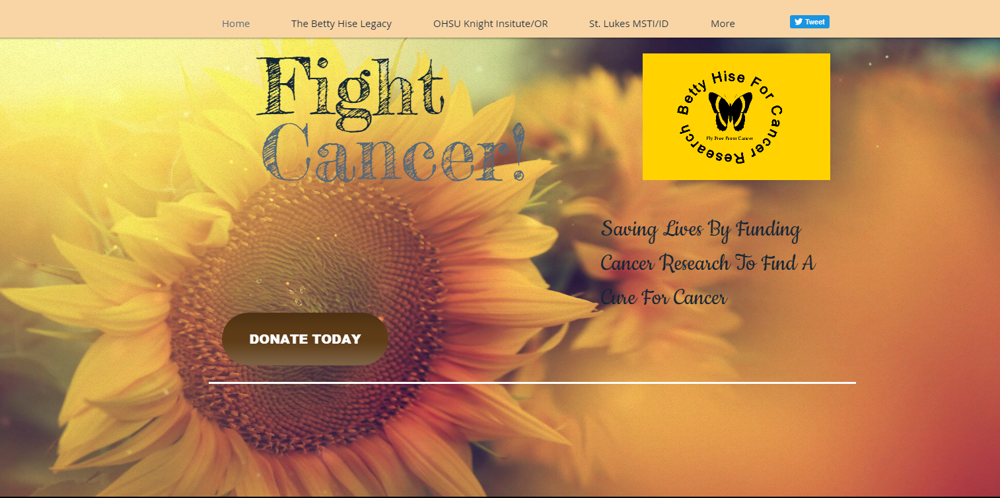 Home The Betty Hise Legacy OHSU Knight Insitute/OR St. Lukes MSTI/ID More Tweet
Fight
Cancer!
Betty Hise For Cancer Research
Fly Free From Cancer
Saving Lives By Funding
Cancer Research To Find A
Cure For Cancer
DONATE TODAY